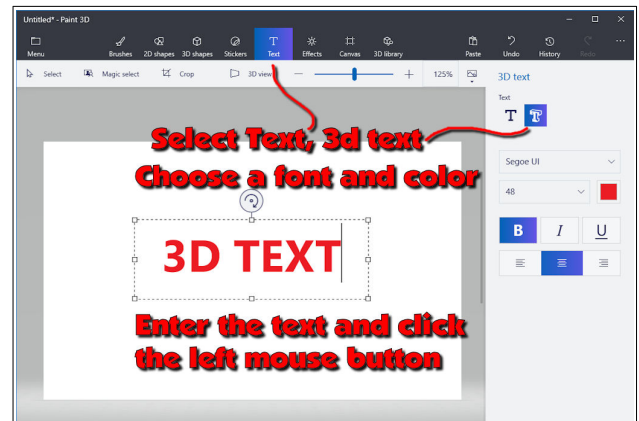 Untitled* - Paint 3D
Menu Brushes 2D shapes 3D shapes Stickers Text Effects Canvas 3D library Paste Undo History Redo
Select Magic select Crop 3D view 125%
3D text
Text
T T
Select Text, 3d text
Choose a font and color
Segoe UI
48
B I U
3D TEXT
Enter the text and click
the left mouse button